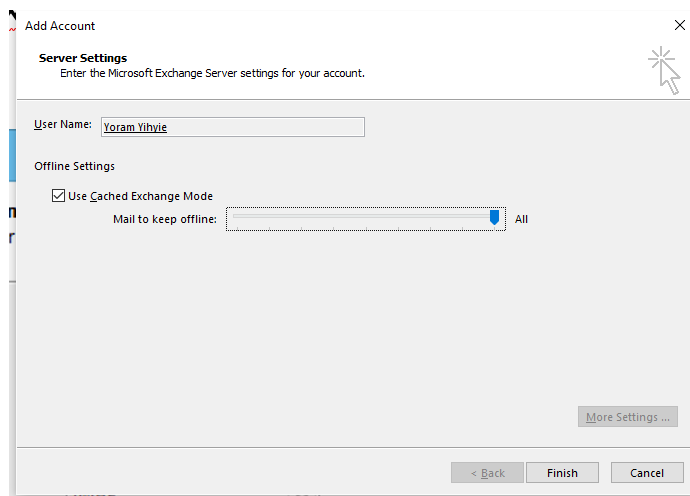 Add Account
Server Settings
Enter the Microsoft Exchange Server settings for your account.
User Name: Yoram Yihyie
Offline Settings
Use Cached Exchange Mode
Mail to keep offline: All
More Settings ...
< Back Finish Cancel